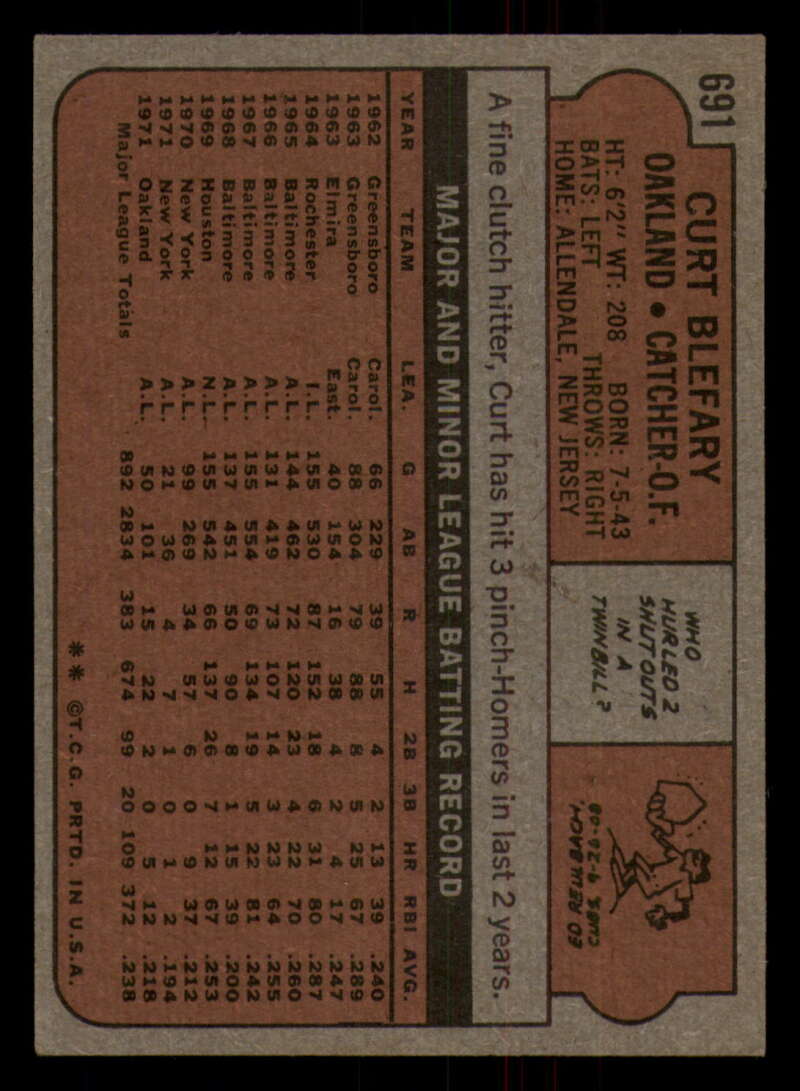 691
CURT BLEFARY
OAKLAND • CATCHER-O.F.
HT: 6'2" WT: 208 BORN: 7-5-43
BATS: LEFT THROWS: RIGHT
HOME: ALLENDALE, NEW JERSEY
WHO
HURLED 2
SHUTOUTS
IN A
TWINBILL?
ED REULBACH,
CUBS, 9-26-08
A fine clutch hitter, Curt has hit 3 pinch-Homers in last 2 years.
MAJOR AND MINOR LEAGUE BATTING RECORD
YEAR TEAM LEA. G AB R H 2B 3B HR RBI AVG.
1962 Greensboro Carol. 66 229 39 55 4 2 13 39 .240
1963 Greensboro Carol. 88 304 79 88 8 5 25 67 .289
1963 Elmira East. 40 154 16 38 4 2 4 17 .247
1964 Rochester I.L. 155 530 87 152 18 6 31 80 .287
1965 Baltimore A.L. 144 462 72 120 23 4 22 70 .260
1966 Baltimore A.L. 131 419 73 107 14 3 23 64 .255
1967 Baltimore A.L. 155 554 69 134 19 5 22 81 .242
1968 Baltimore A.L. 137 451 50 90 8 1 15 39 .200
1969 Houston N.L. 155 542 66 137 26 7 12 67 .253
1970 New York A.L. 99 269 34 57 6 0 9 37 .212
1971 New York A.L. 21 36 4 7 1 0 1 2 .194
1971 Oakland A.L. 50 101 15 22 2 0 5 12 .218
Major League Totals 892 2834 383 674 99 20 109 372 .238
** ©T.C.G. PRTD. IN U.S.A.